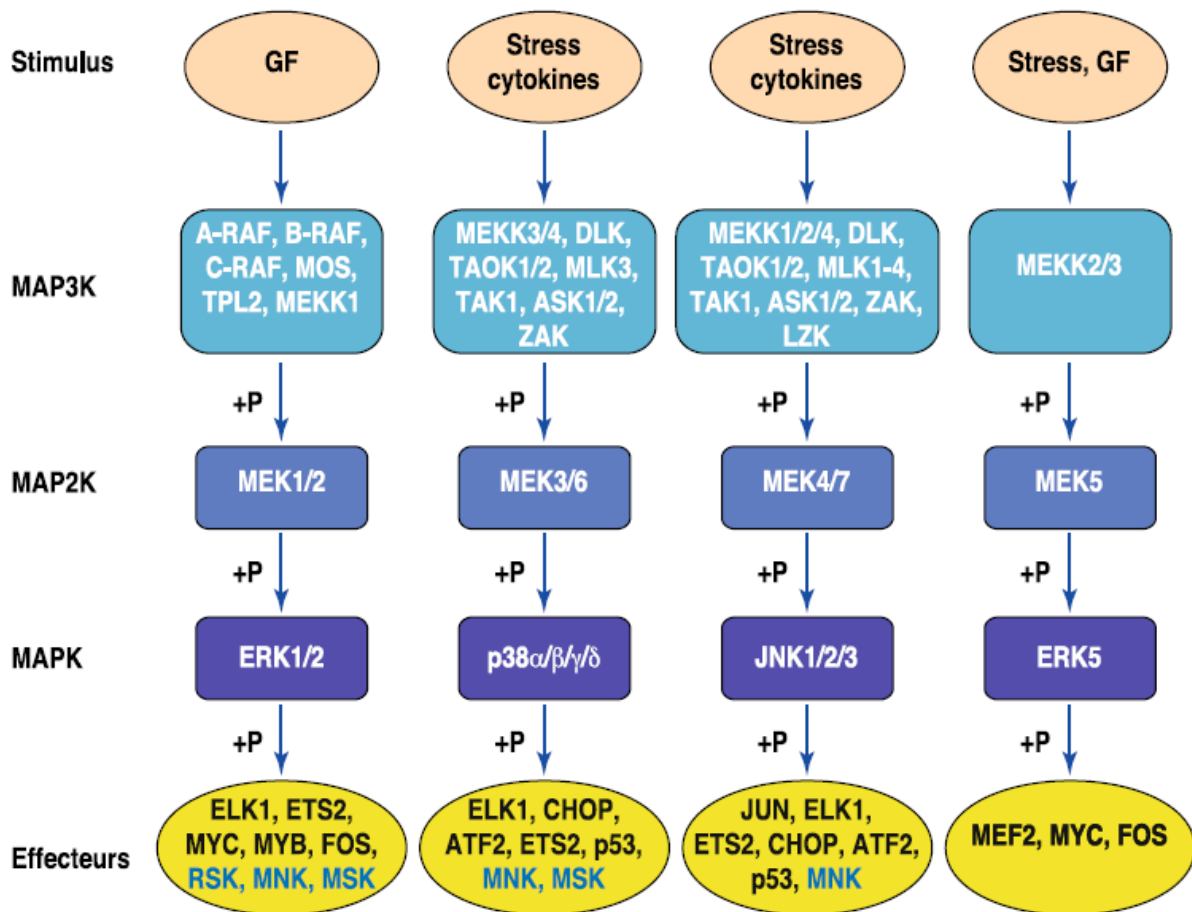 Stimulus
GF
Stress
cytokines
Stress
cytokines
Stress, GF
MAP3K
A-RAF, B-RAF,
C-RAF, MOS,
TPL2, MEKK1
MEKK3/4, DLK,
TAOK1/2, MLK3,
TAK1, ASK1/2,
ZAK
MEKK1/2/4, DLK,
TAOK1/2, MLK1-4,
TAK1, ASK1/2, ZAK,
LZK
MEKK2/3
+P
+P
+P
+P
MAP2K
MEK1/2
MEK3/6
MEK4/7
MEK5
+P
+P
+P
+P
MAPK
ERK1/2
p38α/β/γ/δ
JNK1/2/3
ERK5
+P
+P
+P
+P
Effecteurs
ELK1, ETS2,
MYC, MYB, FOS,
RSK, MNK, MSK
ELK1, CHOP,
ATF2, ETS2, p53,
MNK, MSK
JUN, ELK1,
ETS2, CHOP, ATF2,
p53, MNK
MEF2, MYC, FOS